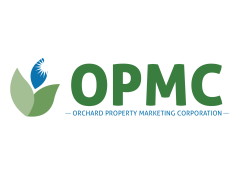 OPMC
— ORCHARD PROPERTY MARKETING CORPORATION —